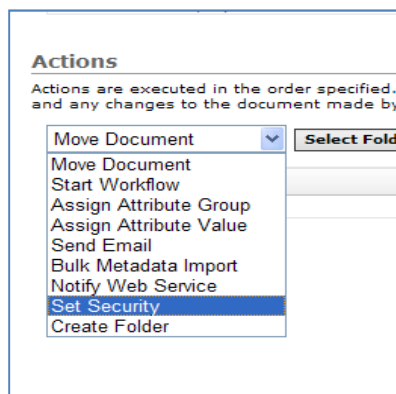 Actions
Actions are executed in the order specified.
and any changes to the document made by
Move Document
Select Fold
Move Document
Start Workflow
Assign Attribute Group
Assign Attribute Value
Send Email
Bulk Metadata Import
Notify Web Service
Set Security
Create Folder